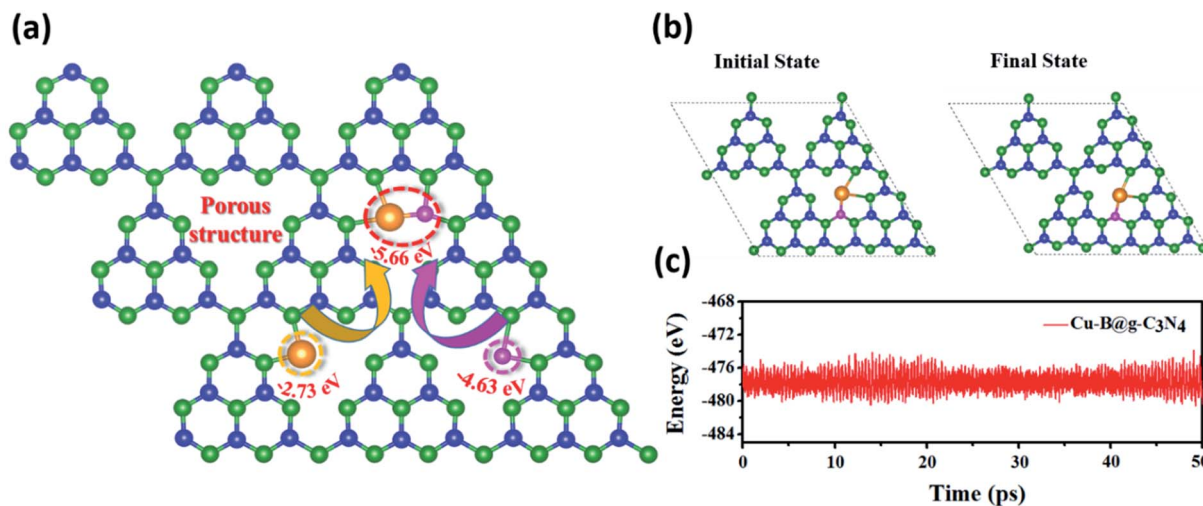 (a)
Porous
structure
-5.66 eV
-2.73 eV
-4.63 eV
(b)
Initial State
Final State
(c)
Energy (eV)
-468
-472
-476
-480
-484
Cu-B@g-C₃N₄
0
10
20
30
40
50
Time (ps)